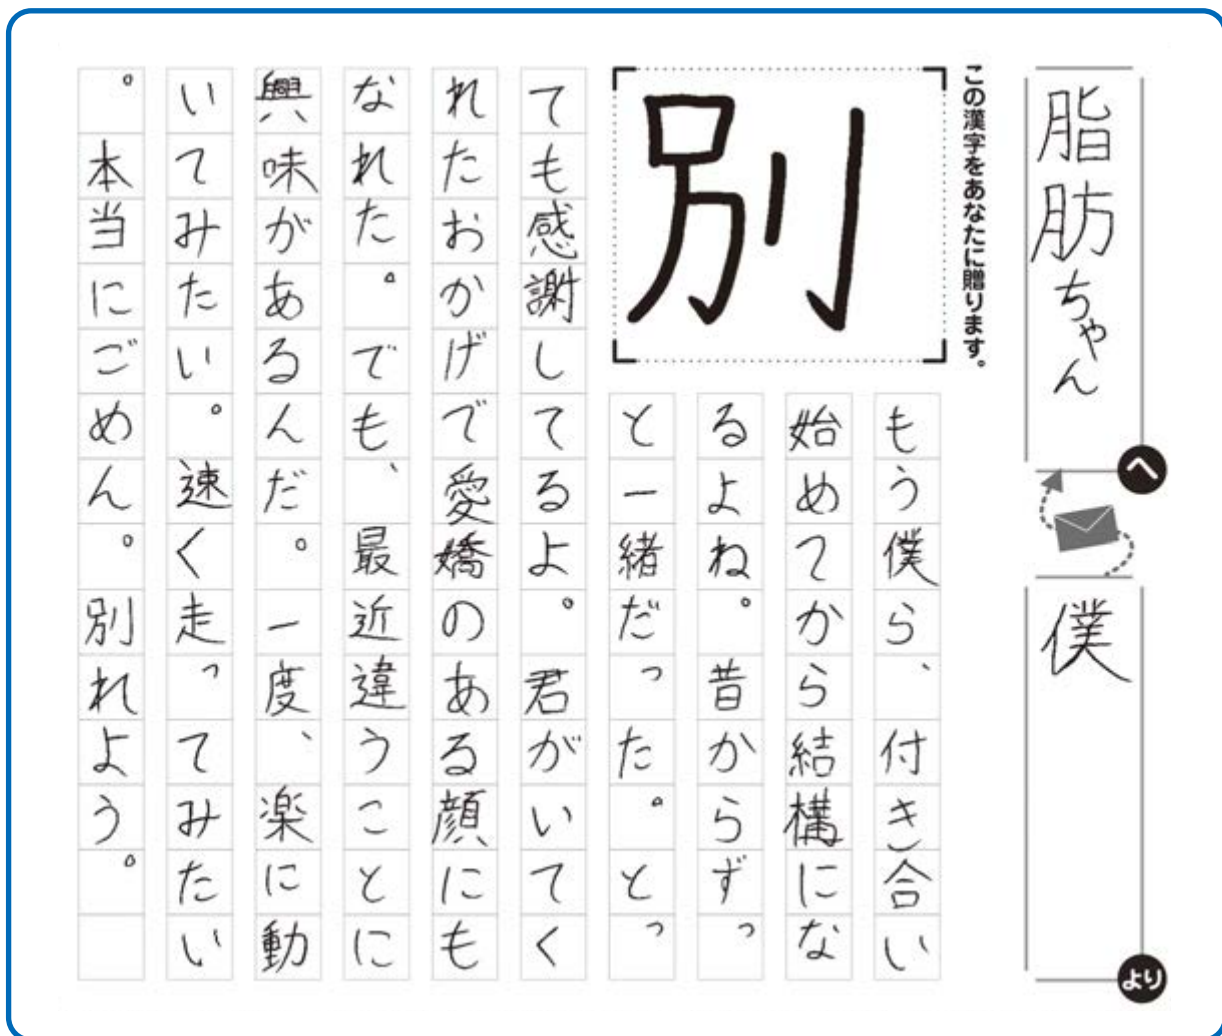 脂肪ちゃん
へ
僕
より
この漢字をあなたに贈ります。
別
もう僕ら、付き合い
始めてから結構にな
るよね。昔からずっ
と一緒だった。とっ
ても感謝してるよ。君がいてく
れたおかげで愛嬌のある顔にも
なれた。でも、最近違うことに
興味があるんだ。一度、楽に動
いてみたい。速く走ってみたい
。本当にごめん。別れよう。